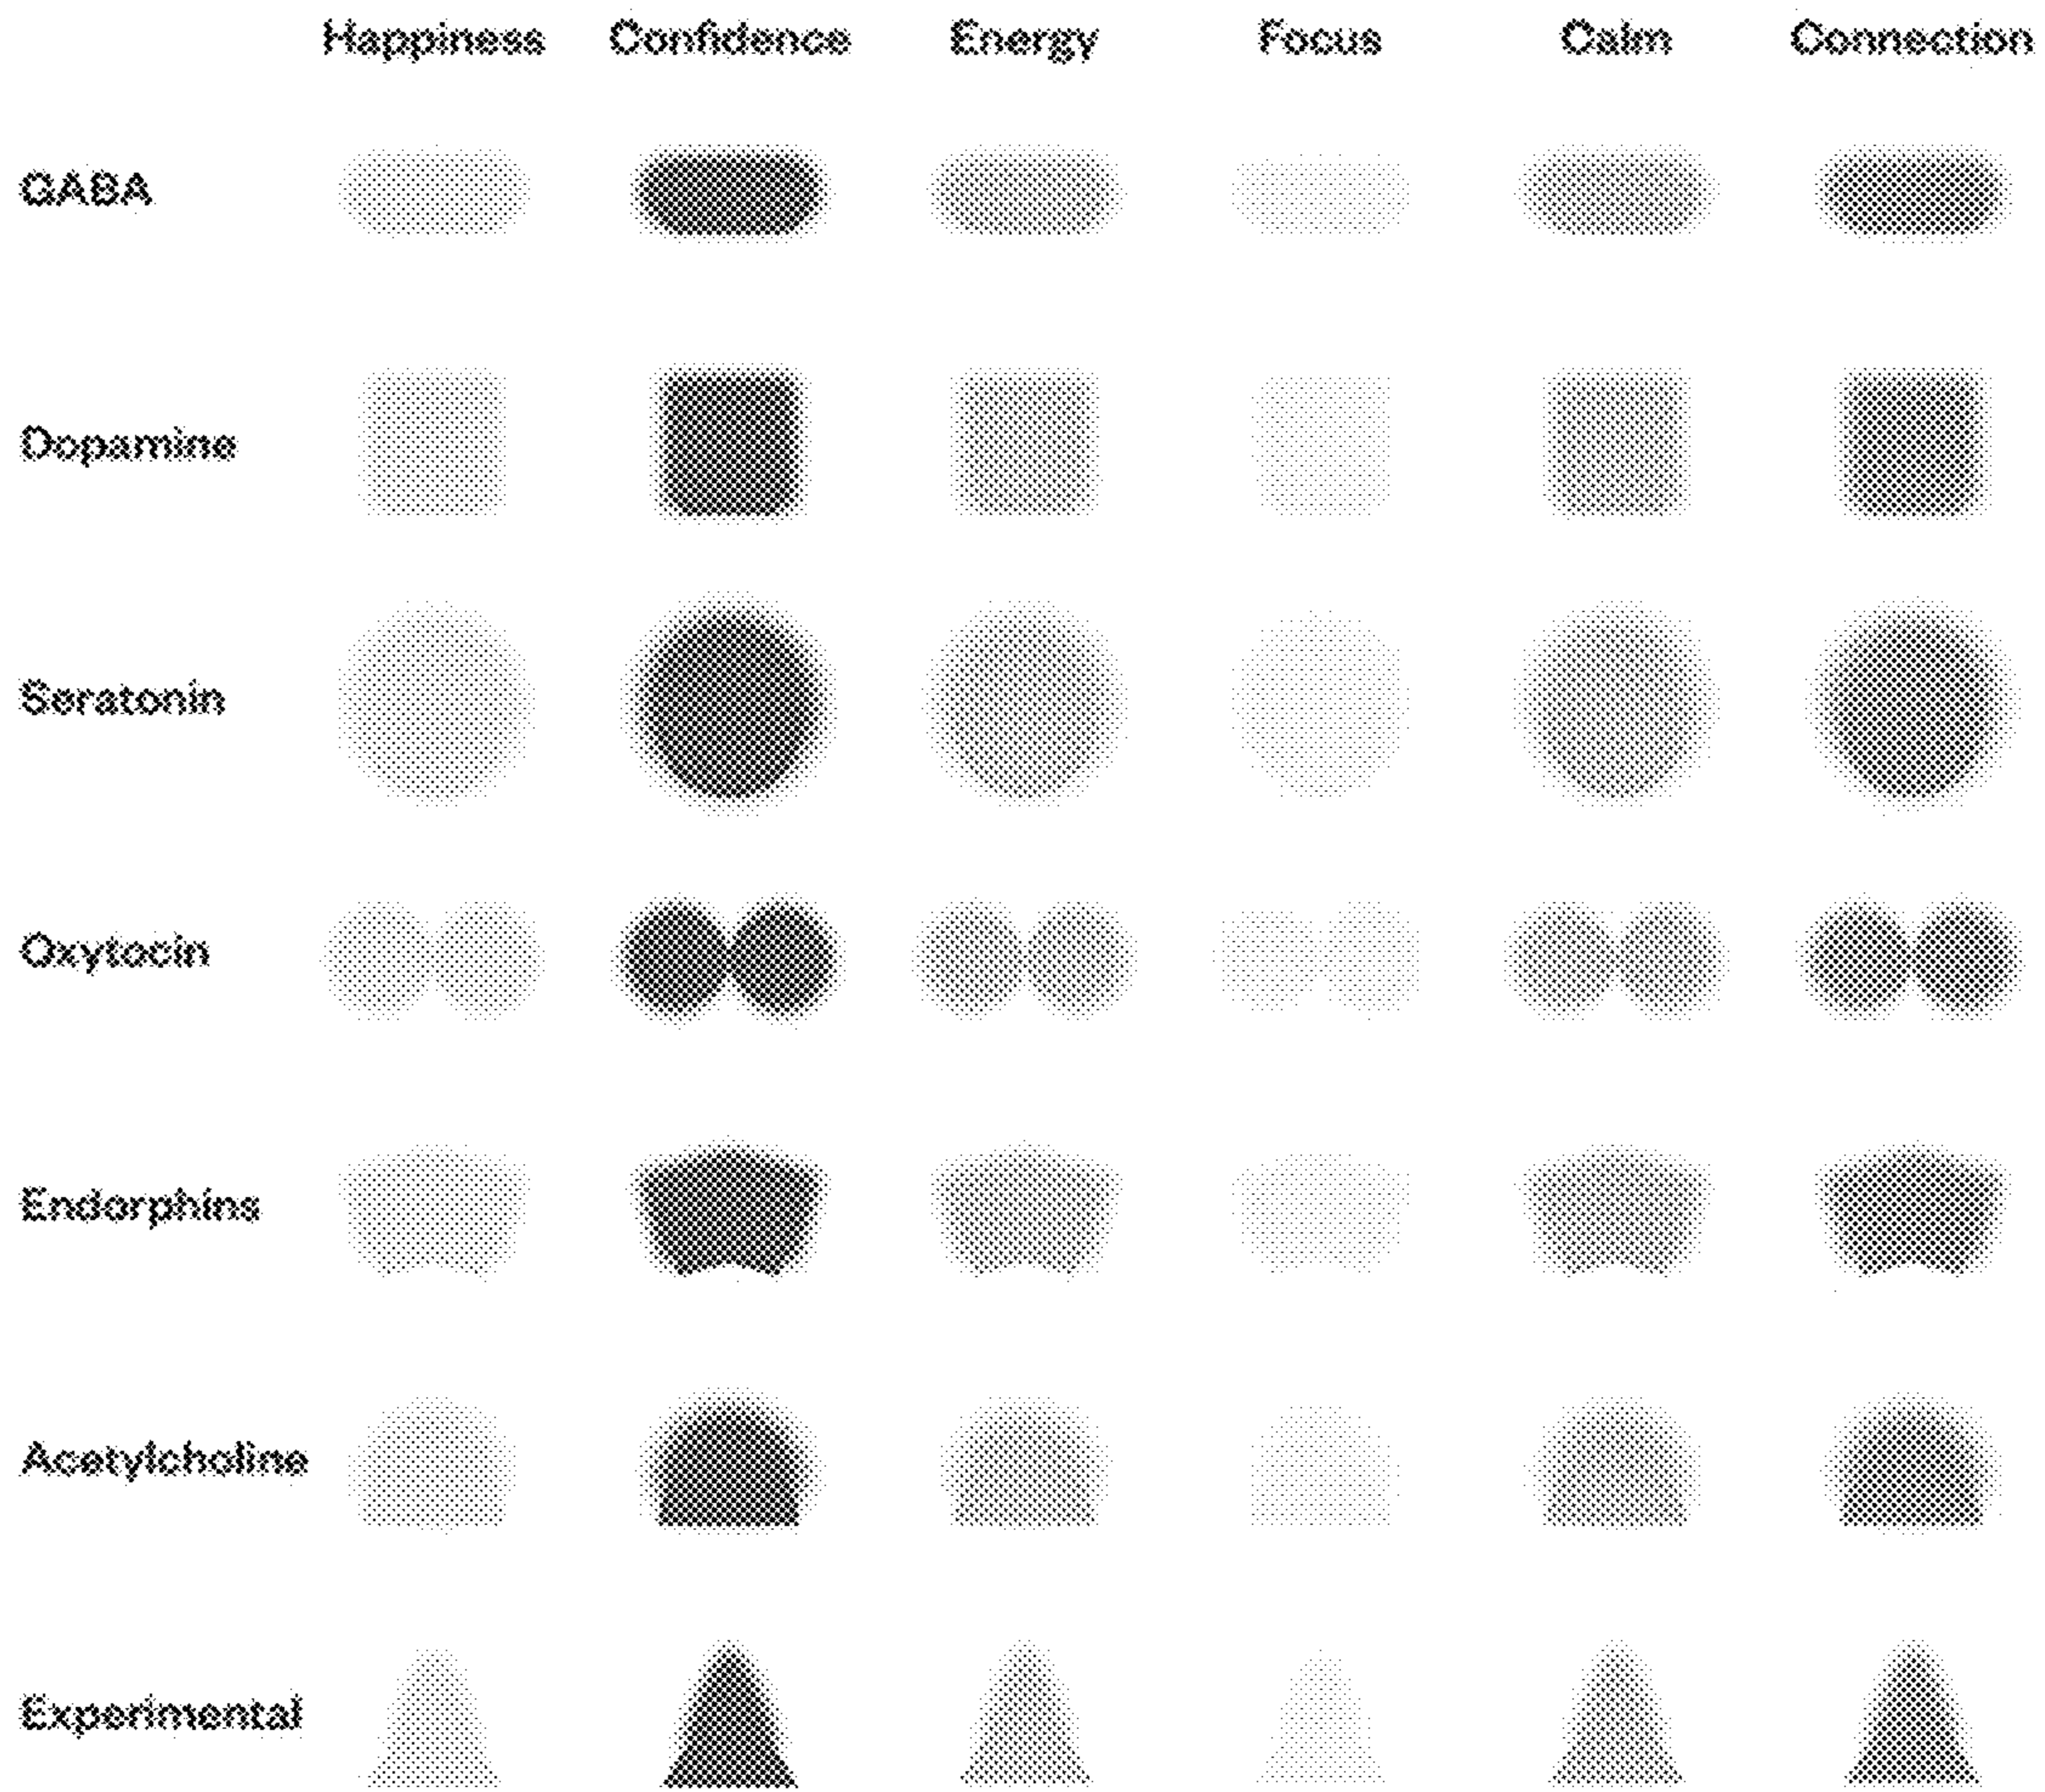 Happiness Confidence Energy Focus Calm Connection
GABA
Dopamine
Seratonin
Oxytocin
Endorphins
Acetylcholine
Experimental